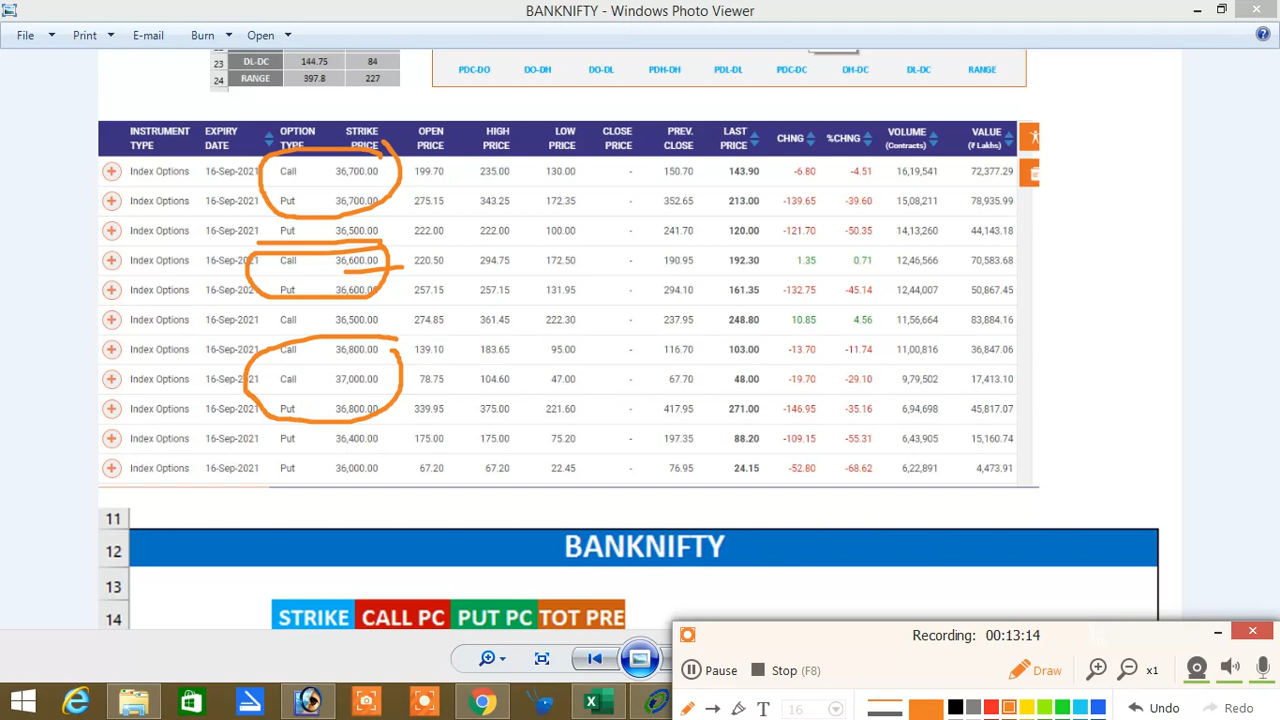 BANKNIFTY - Windows Photo Viewer
File Print E-mail Burn Open
23 DL-DC 144.75 84
24 RANGE 397.8 227
PDC-DO DO-DH DO-DL PDH-DH PDL-DL PDC-DC DH-DC DL-DC RANGE
INSTRUMENT TYPE EXPIRY DATE OPTION TYPE STRIKE PRICE OPEN PRICE HIGH PRICE LOW PRICE CLOSE PRICE PREV. CLOSE LAST PRICE CHNG %CHNG VOLUME (Contracts) VALUE (₹ Lakhs)
Index Options 16-Sep-2021 Call 36,700.00 199.70 235.00 130.00 - 150.70 143.90 -6.80 -4.51 16,19,541 72,377.29
Index Options 16-Sep-2021 Put 36,700.00 275.15 343.25 172.35 - 352.65 213.00 -139.65 -39.60 15,08,211 78,935.99
Index Options 16-Sep-2021 Put 36,500.00 222.00 222.00 100.00 - 241.70 120.00 -121.70 -50.35 14,13,260 44,143.18
Index Options 16-Sep-2021 Call 36,600.00 220.50 294.75 172.50 - 190.95 192.30 1.35 0.71 12,46,566 70,583.68
Index Options 16-Sep-2021 Put 36,600.00 257.15 257.15 131.95 - 294.10 161.35 -132.75 -45.14 12,44,007 50,867.45
Index Options 16-Sep-2021 Call 36,500.00 274.85 361.45 222.30 - 237.95 248.80 10.85 4.56 11,56,664 83,884.16
Index Options 16-Sep-2021 Call 36,800.00 139.10 183.65 95.00 - 116.70 103.00 -13.70 -11.74 11,00,816 36,847.06
Index Options 16-Sep-2021 Call 37,000.00 78.75 104.60 47.00 - 67.70 48.00 -19.70 -29.10 9,79,502 17,413.10
Index Options 16-Sep-2021 Put 36,800.00 339.95 375.00 221.60 - 417.95 271.00 -146.95 -35.16 6,94,698 45,817.07
Index Options 16-Sep-2021 Put 36,400.00 175.00 175.00 75.20 - 197.35 88.20 -109.15 -55.31 6,43,905 15,160.74
Index Options 16-Sep-2021 Put 36,000.00 67.20 67.20 22.45 - 76.95 24.15 -52.80 -68.62 6,22,891 4,473.91
11
12 BANKNIFTY
13
14 STRIKE CALL PC PUT PC TOT PRE
Recording: 00:13:14
Pause Stop (F8) Draw x1
T 16 Undo Redo